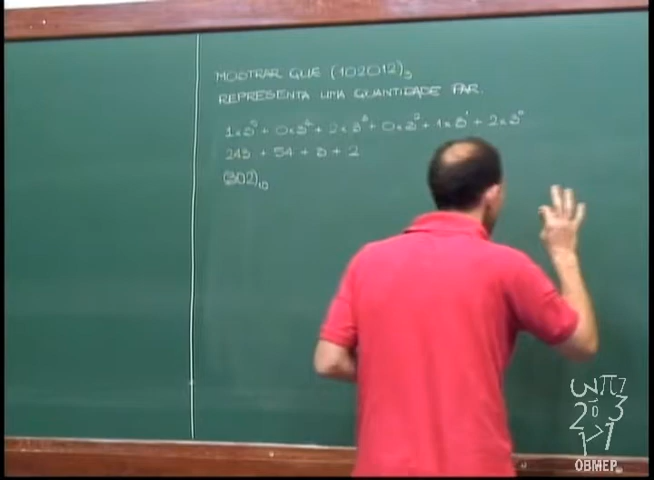 MOSTRAR QUE (102012)₃
REPRESENTA UMA QUANTIDADE PAR.
1×3⁵ + 0×3⁴ + 2×3³ + 0×3² + 1×3¹ + 2×3⁰
243 + 54 + 3 + 2
(302)₁₀
OBMEP